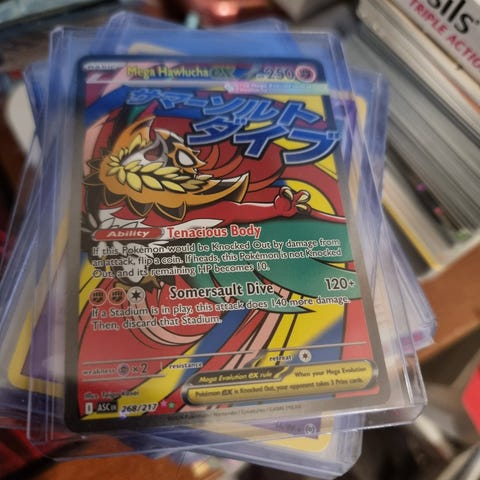 BASIC
Mega Hawlucha ex HP 250
サマーソルト
ダイブ
Ability Tenacious Body
If this Pokémon would be Knocked Out by damage from
an attack, flip a coin. If heads, this Pokémon is not Knocked
Out, and its remaining HP becomes 10.
Somersault Dive 120+
If a Stadium is in play, this attack does 140 more damage.
Then, discard that Stadium.
weakness ×2 resistance retreat
Mega Evolution ex rule When your Mega Evolution
Pokémon ex is Knocked Out, your opponent takes 3 Prize cards.
Illus.
I ASC EN 268/217
TRIPLE ACTIO